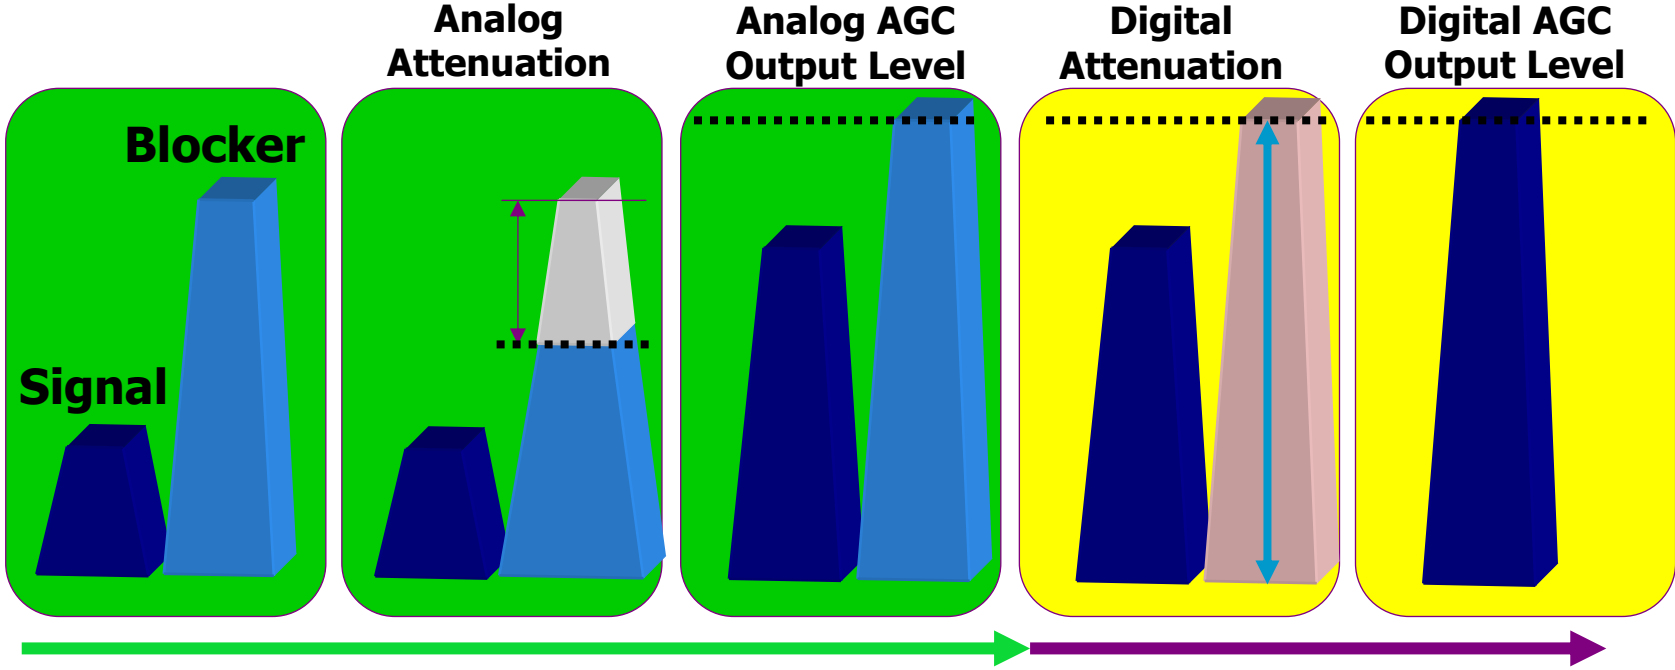 Analog
Attenuation
Analog AGC
Output Level
Digital
Attenuation
Digital AGC
Output Level
Blocker
Signal